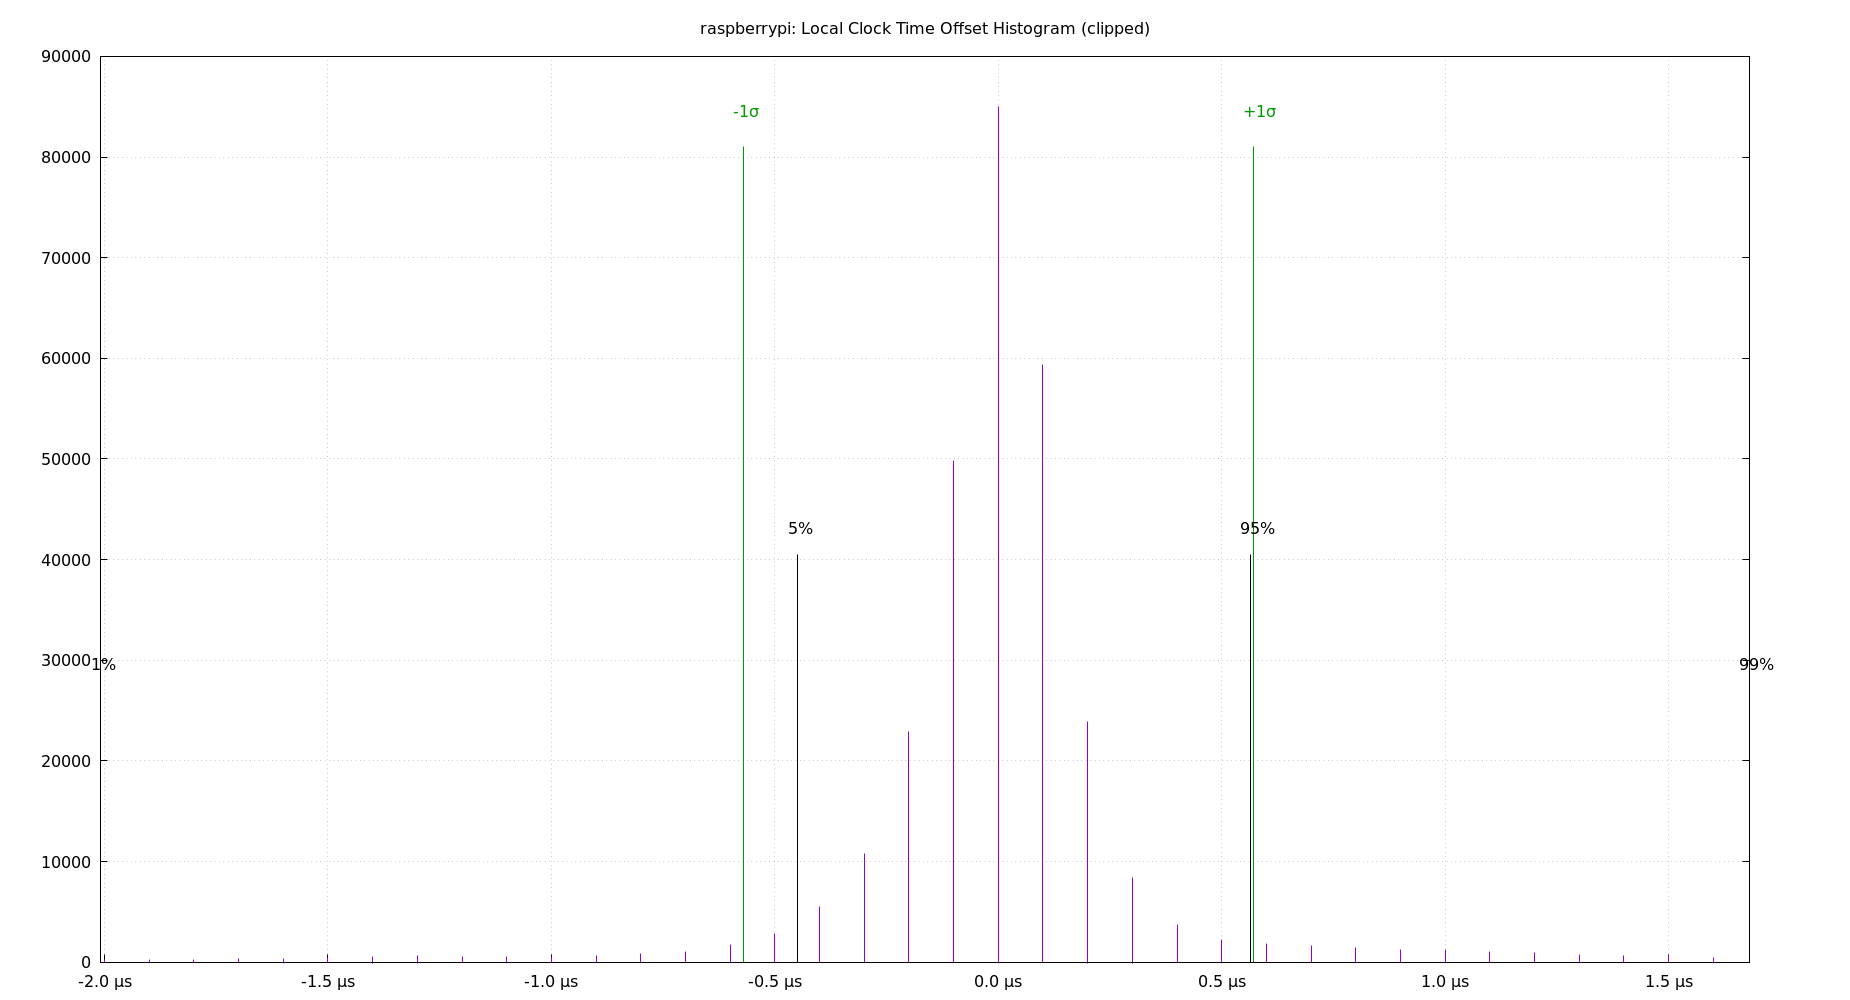 raspberrypi: Local Clock Time Offset Histogram (clipped)
90000
-1σ
+1σ
80000
70000
60000
50000
5%
95%
40000
30000
1%
99%
20000
10000
0
-2.0 µs
-1.5 µs
-1.0 µs
-0.5 µs
0.0 µs
0.5 µs
1.0 µs
1.5 µs